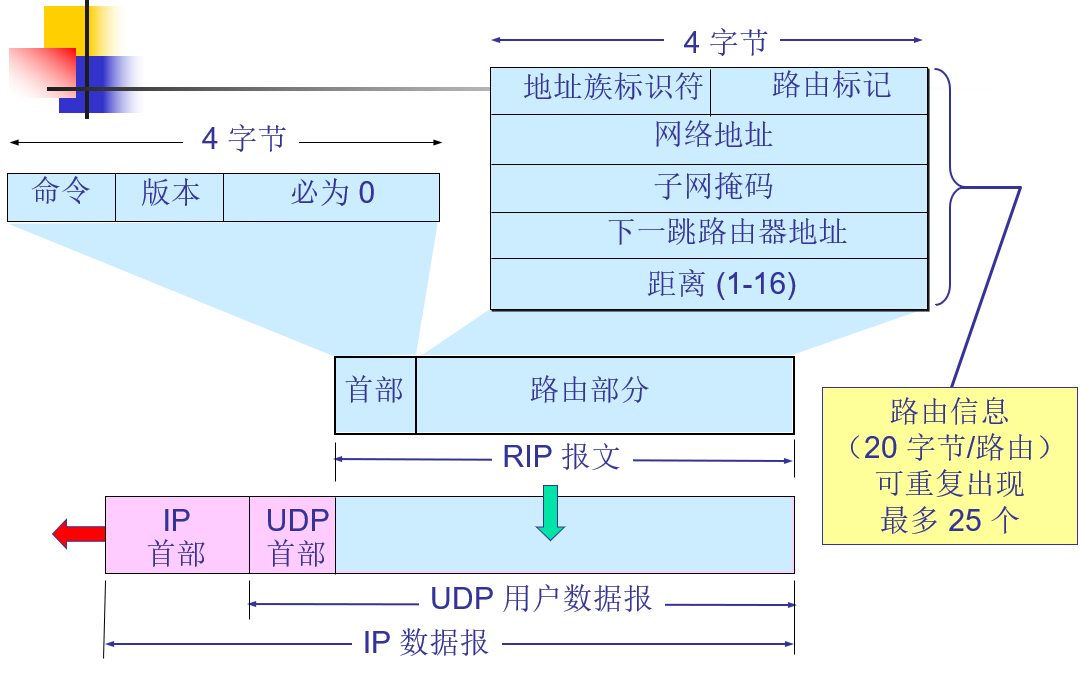 4 字节
地址族标识符 路由标记
网络地址
子网掩码
下一跳路由器地址
距离 (1-16)
4 字节
命令 版本 必为 0
首部 路由部分
RIP 报文
路由信息
（20 字节/路由）
可重复出现
最多 25 个
IP
首部
UDP
首部
UDP 用户数据报
IP 数据报